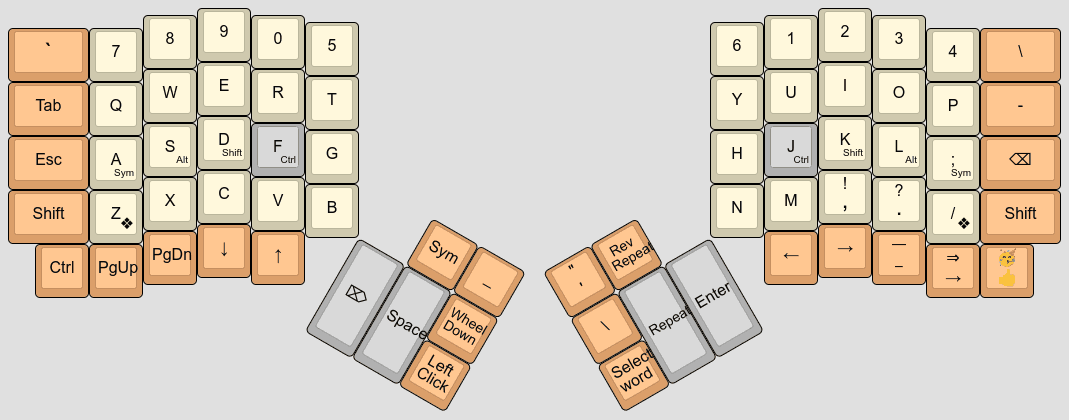 ` 7 8 9 0 5 6 1 2 3 4 \
Tab Q W E R T Y U I O P -
Esc A Sym S Alt D Shift F Ctrl G H J Ctrl K Shift L Alt ; Sym ⌫
Shift Z ❖ X C V B N M ! , ? . / ❖ Shift
Ctrl PgUp PgDn ↓ ↑ ← → — – ⇒ → 🥳 👆
⌦ Space Sym _
Wheel
Down
Left
Click
" '
Rev
Repeat
\
Select
word
Repeat
Enter